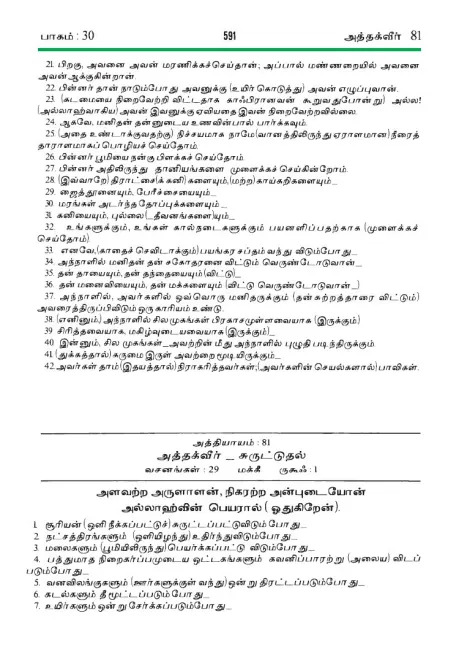 பாகம் : 30 591 அத்தக்வீர் 81
21. பிறகு, அவனை அவன் மரணிக்கச்செய்தான்; அப்பால் மண்ணறையில் அவனை
அவன்ஆக்குகின்றான்.
22. பின்னர் தான் நாடும்போது அவனுக்கு (உயிர் கொடுத்து) அவன் எழுப்புவான்.
23. (கடமையை நிறைவேற்றி விட்டதாக காஃபிரானவன் கூறுவதுபோன்று) அல்ல!
(அல்லாஹ்வாகிய) அவன் இவனுக்கு ஏவியதை இவன் நிறைவேற்றவில்லை.
24. ஆகவே, மனிதன் தன்னுடைய உணவின்பால் பார்க்கவும்.
25. (அதை உண்டாக்குவதற்கு) நிச்சயமாக நாமே(வானத்திலிருந்து ஏராளமான) நீரைத்
தாராளமாகப் பொழியச் செய்தோம்.
26. பின்னர் பூமியை நன்கு பிளக்கச் செய்தோம்.
27. பின்னர் அதிலிருந்து தானியங்களை முளைக்கச் செய்கின்றோம்.
28. (இவ்வாறே) திராட்சை(க் கனி)களையும்,(மற்ற) காய்கறிகளையும்_
29. ஜைத்தூனையும், பேரீச்சையையும்_
30. மரங்கள் அடர்ந்த தோப்புக்களையும் _
31. கனியையும், புல்லை(_தீவனங்களை)யும்_
32. உங்களுக்கும், உங்கள் கால்நடைகளுக்கும் பயனளிப்பதற்காக (முளைக்கச்
செய்தோம்).
33. எனவே,(காதைச் செவிடாக்கும்) பயங்கர சப்தம் வந்து விடும்போது_
34. அந்நாளில் மனிதன் தன் சகோதரனை விட்டும் வெருண்டோடுவான்_
35. தன் தாயையும், தன் தந்தையையும் (விட்டு)_
36. தன் மனைவியையும், தன் மக்களையும் (விட்டு வெருண்டோடுவான்_)
37. அந்நாளில், அவர்களில் ஒவ்வொரு மனிதருக்கும் (தன் சுற்றத்தாரை விட்டும்)
அவரைத்திருப்பிவிடும் ஒரு காரியம் உண்டு.
38. (எனினும்,) அந்நாளில் சில முகங்கள் பிரகாசமுள்ளவையாக (இருக்கும்)
39. சிரித்தவையாக, மகிழ்வுடையவையாக (இருக்கும்)_
40. இன்னும், சில முகங்கள்_அவற்றின் மீது அந்நாளில் புழுதி படிந்திருக்கும்.
41. (துக்கத்தால்) கருமை இருள் அவற்றை மூடியிருக்கும்_
42. அவர்கள் தாம் (இதயத்தால்) நிராகரித்தவர்கள்;(அவர்களின் செயல்களால்) பாவிகள்.
அத்தியாயம் : 81
அத்தக்வீர் _ சுருட்டுதல்
வசனங்கள் : 29 மக்கீ ருகூஃ : 1
அளவற்ற அருளாளன், நிகரற்ற அன்புடையோன்
அல்லாஹ்வின் பெயரால் ( ஓதுகிறேன்).
1. சூரியன் (ஒளி நீக்கப்பட்டுச்) சுருட்டப்பட்டுவிடும்போது_
2. நட்சத்திரங்களும் (ஒளியிழந்து) உதிர்ந்துவிடும்போது_
3. மலைகளும் (பூமியிலிருந்து)பெயர்க்கப்பட்டு விடும்போது_
4. பத்துமாத நிறைகர்ப்பமுடைய ஒட்டகங்களும் கவனிப்பாரற்று (அலைய) விடப்
படும்போது_
5. வனவிலங்குகளும் (ஊர்களுக்குள் வந்து) ஒன்று திரட்டப்படும்போது_
6. கடல்களும் தீ மூட்டப்படும்போது_
7. உயிர்களும் ஒன்று சேர்க்கப்படும்போது_